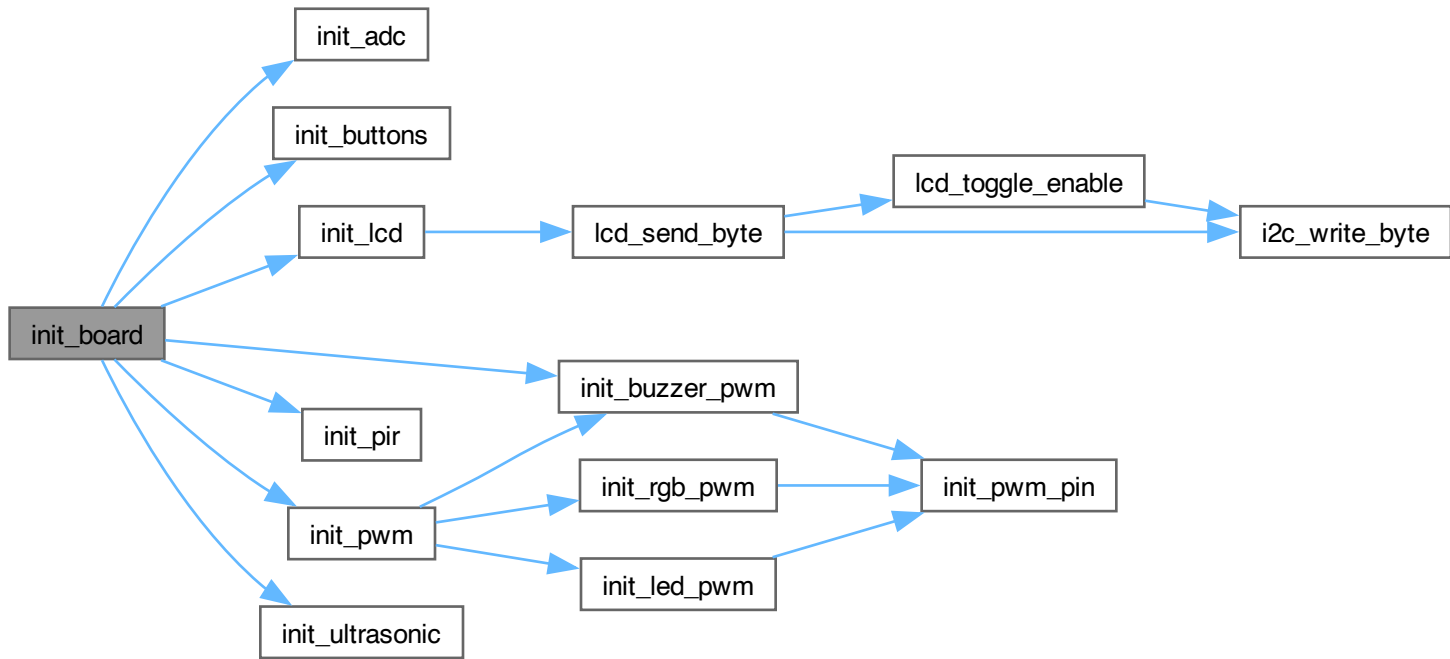 init_adc
init_buttons
lcd_toggle_enable
init_lcd
lcd_send_byte
i2c_write_byte
init_board
init_buzzer_pwm
init_pir
init_rgb_pwm
init_pwm_pin
init_pwm
init_led_pwm
init_ultrasonic